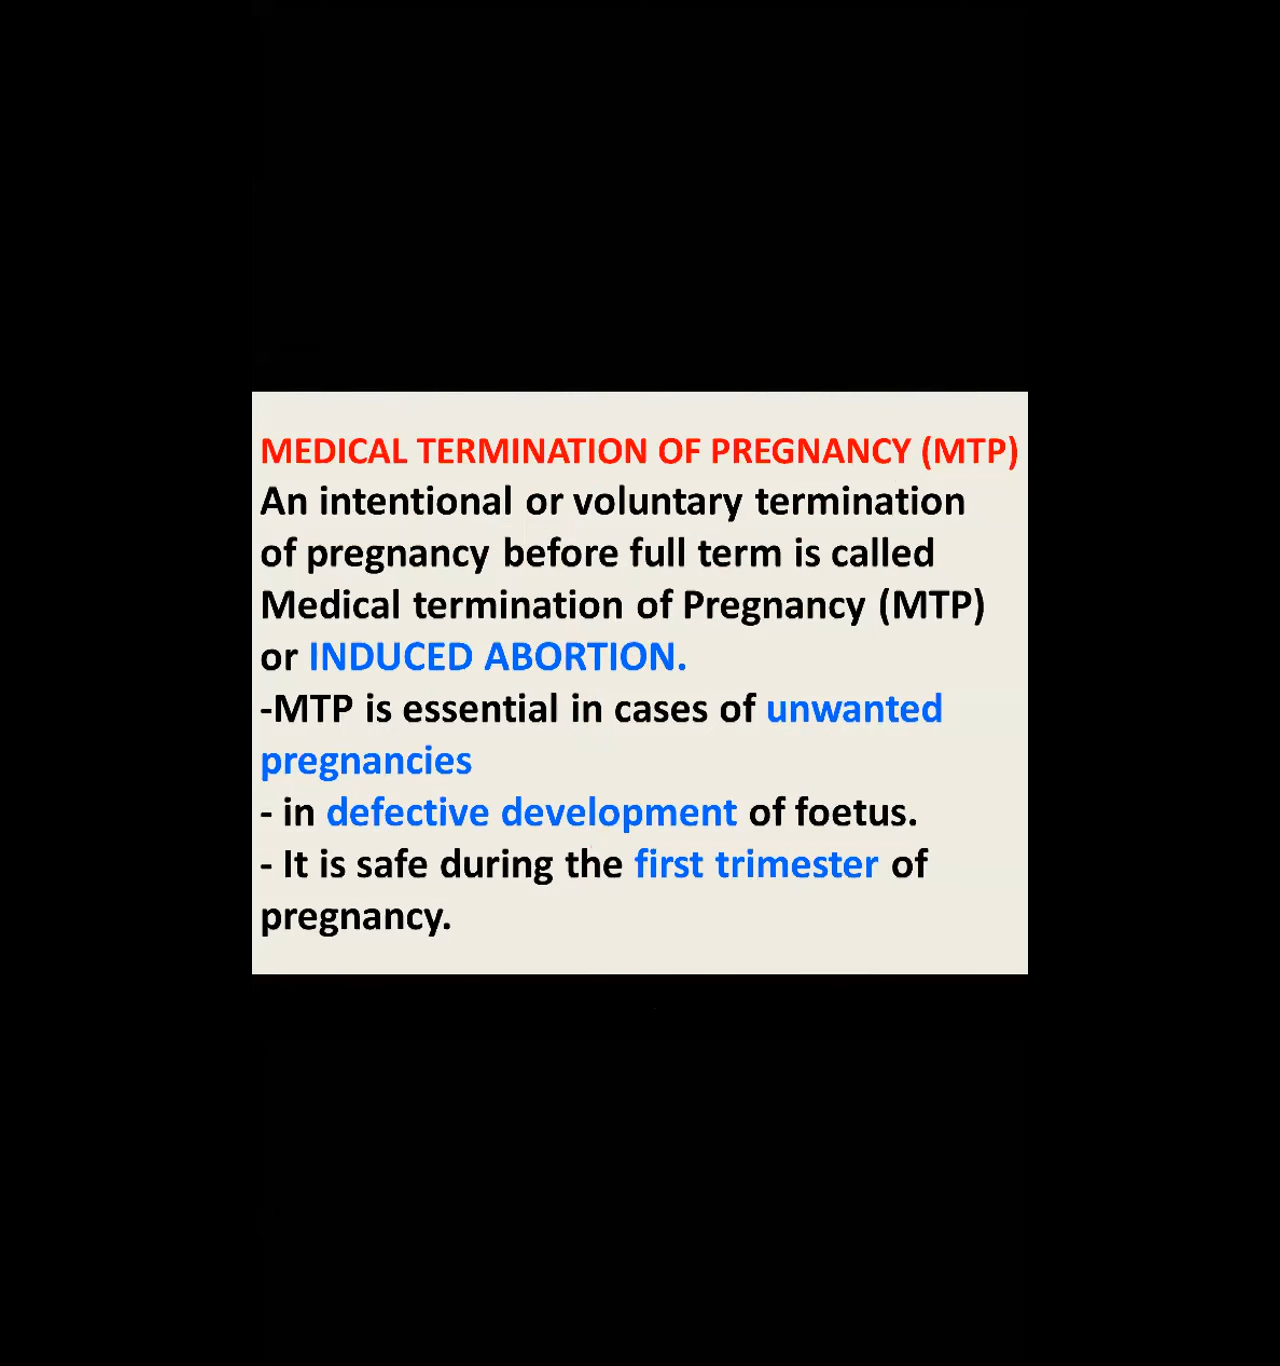 MEDICAL TERMINATION OF PREGNANCY (MTP)
An intentional or voluntary termination
of pregnancy before full term is called
Medical termination of Pregnancy (MTP)
or INDUCED ABORTION.
-MTP is essential in cases of unwanted
pregnancies
- in defective development of foetus.
- It is safe during the first trimester of
pregnancy.